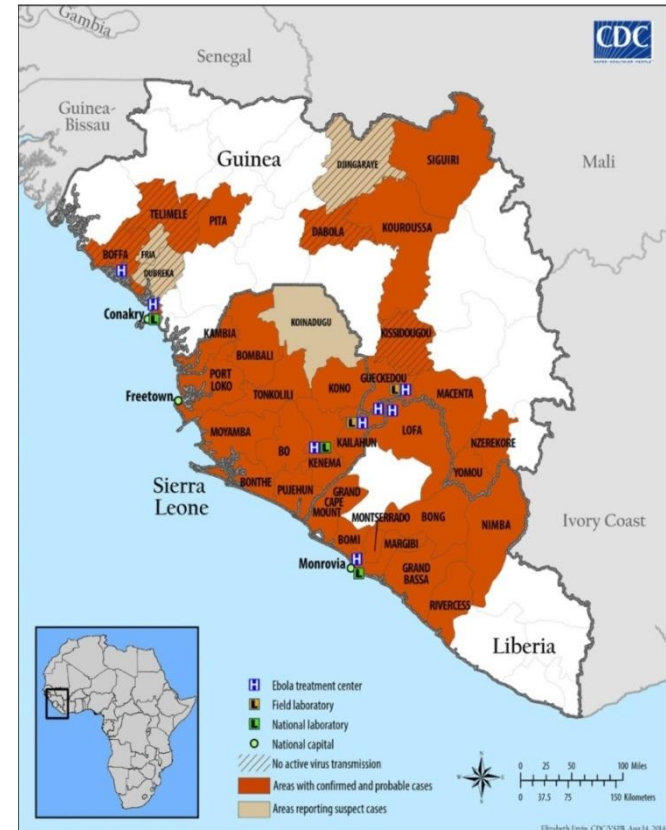 Gambia
Senegal
CDC
Guinea-
Bissau
Guinea
Mali
DJINGARAYE
SIGUIRI
TELIMELE
PITA
DABOLA
KOUROUSSA
BOFFA
FRIA
DUBREKA
H
H
Conakry
L
KOINADUGU
KISSIDOUGOU
KAMBIA
BOMBALI
GUECKEDOU
PORT
LOKO
KONO
MACENTA
L H
TONKOLILI
Freetown
H H
L H
LOFA
NZEREKORE
MOYAMBA
KAILAHUN
BO
H L
KENEMA
YOMOU
BONTHE
PUJEHUN
GRAND
CAPE
MOUNT
Sierra
Leone
MONTSERRADO
BONG
NIMBA
Ivory Coast
BOMI
MARGIBI
H
Monrovia
L
GRAND
BASSA
RIVERCESS
Liberia
H Ebola treatment center
L Field laboratory
L National laboratory
National capital
No active virus transmission
Areas with confirmed and probable cases
Areas reporting suspect cases
N
0 25 50 100 Miles
0 37.5 75 150 Kilometers